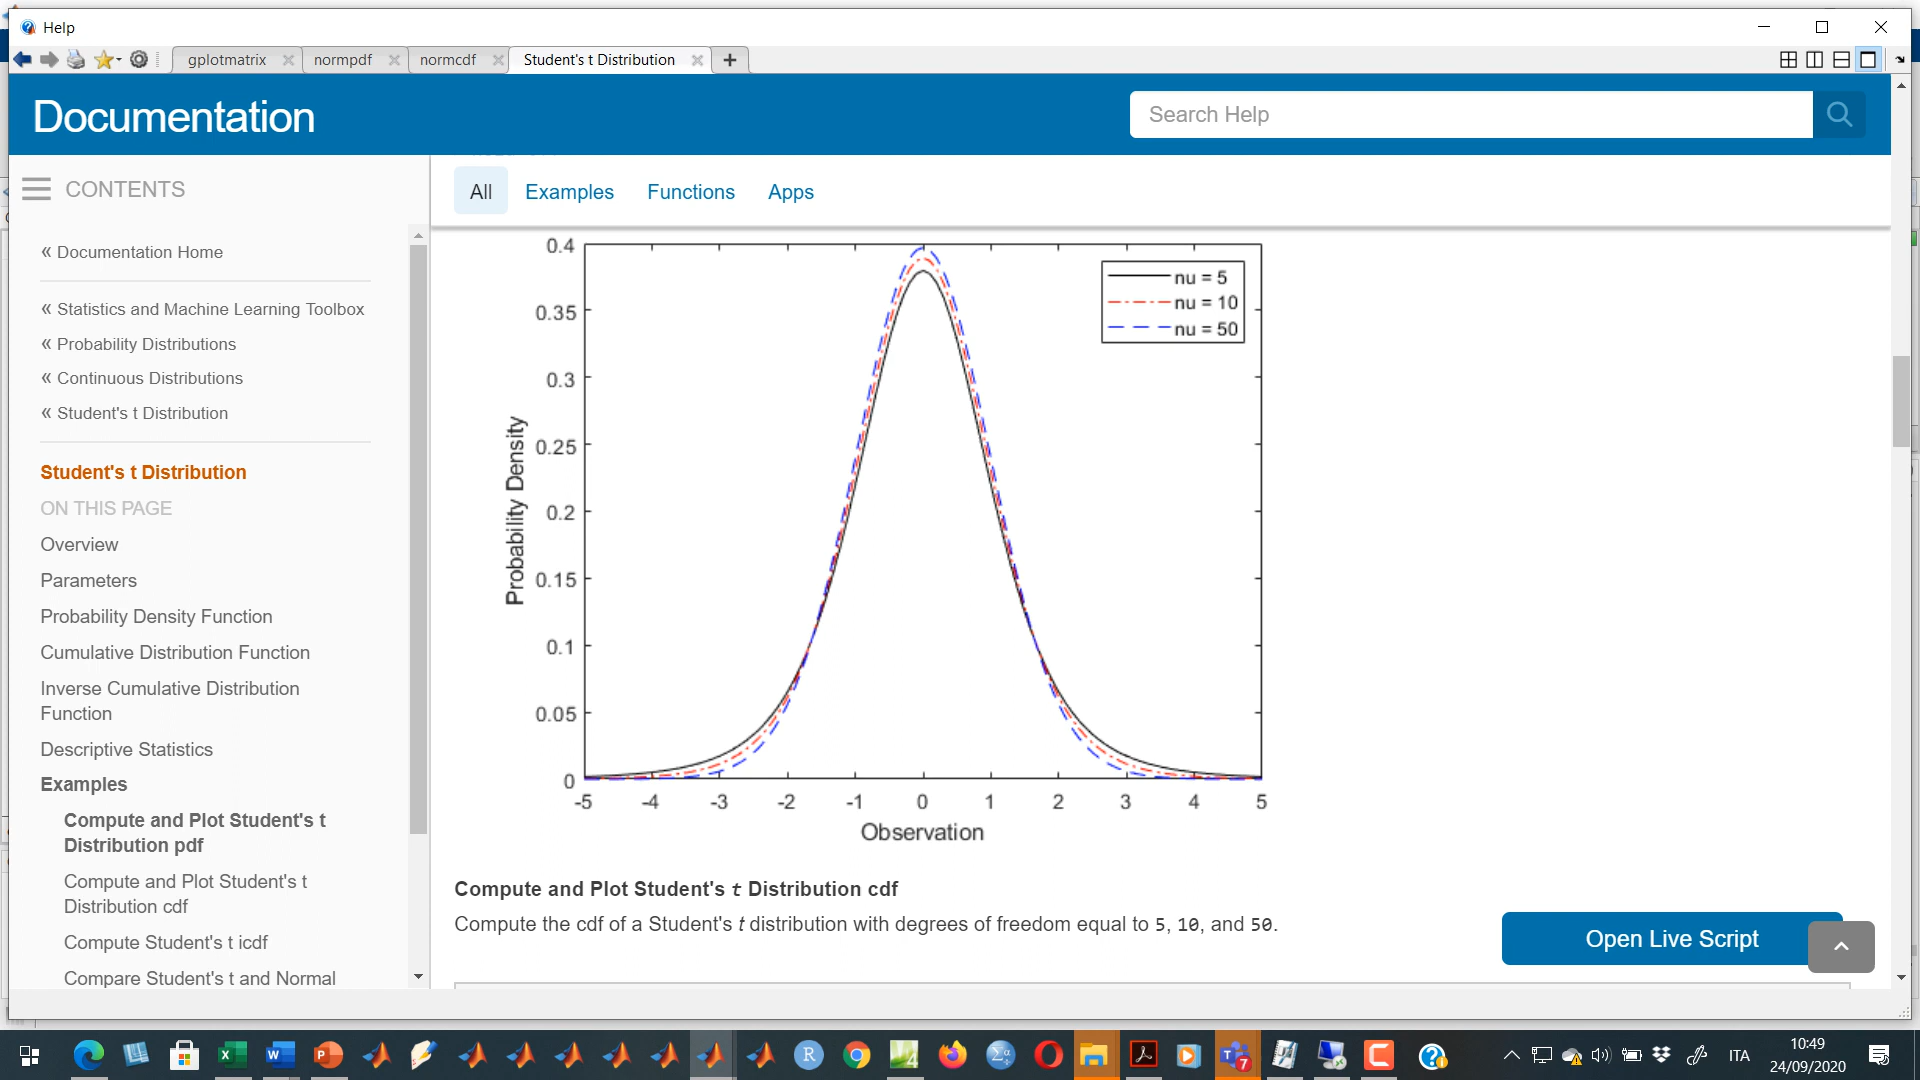 Help
gplotmatrix
normpdf
normcdf
Student's t Distribution
Documentation
Search Help
CONTENTS
All
Examples
Functions
Apps
« Documentation Home
« Statistics and Machine Learning Toolbox
« Probability Distributions
« Continuous Distributions
« Student's t Distribution
Student's t Distribution
ON THIS PAGE
Overview
Parameters
Probability Density Function
Cumulative Distribution Function
Inverse Cumulative Distribution
Function
Descriptive Statistics
Examples
Compute and Plot Student's t
Distribution pdf
Compute and Plot Student's t
Distribution cdf
Compute Student's t icdf
Compare Student's t and Normal
0.4
0.35
0.3
0.25
0.2
0.15
0.1
0.05
0
Probability Density
nu = 5
nu = 10
nu = 50
-5 -4 -3 -2 -1 0 1 2 3 4 5
Observation
Compute and Plot Student's t Distribution cdf
Compute the cdf of a Student's t distribution with degrees of freedom equal to 5, 10, and 50.
Open Live Script
ITA
10:49
24/09/2020